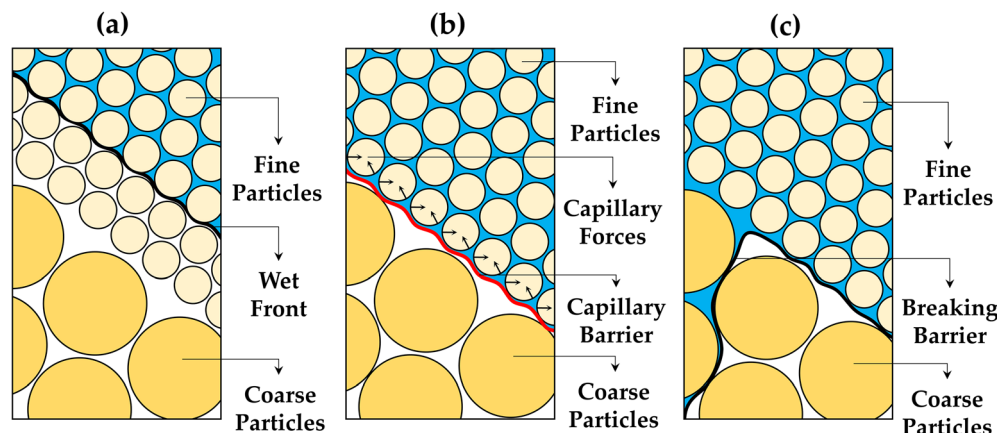 (a)
Fine
Particles
Wet
Front
Coarse
Particles
(b)
Fine
Particles
Capillary
Forces
Capillary
Barrier
Coarse
Particles
(c)
Fine
Particles
Breaking
Barrier
Coarse
Particles